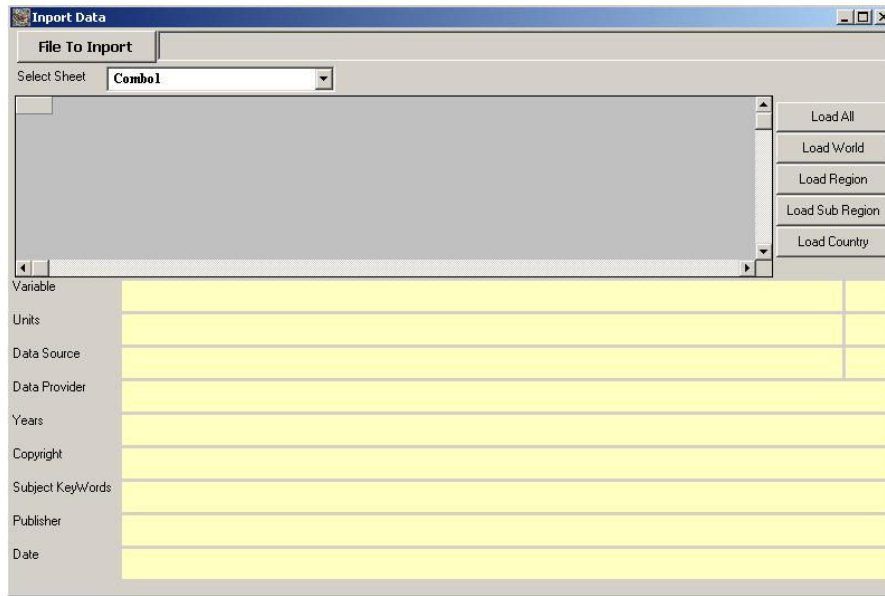 Inport Data
File To Inport
Select Sheet
Combo1
Load All
Load World
Load Region
Load Sub Region
Load Country
Variable
Units
Data Source
Data Provider
Years
Copyright
Subject KeyWords
Publisher
Date